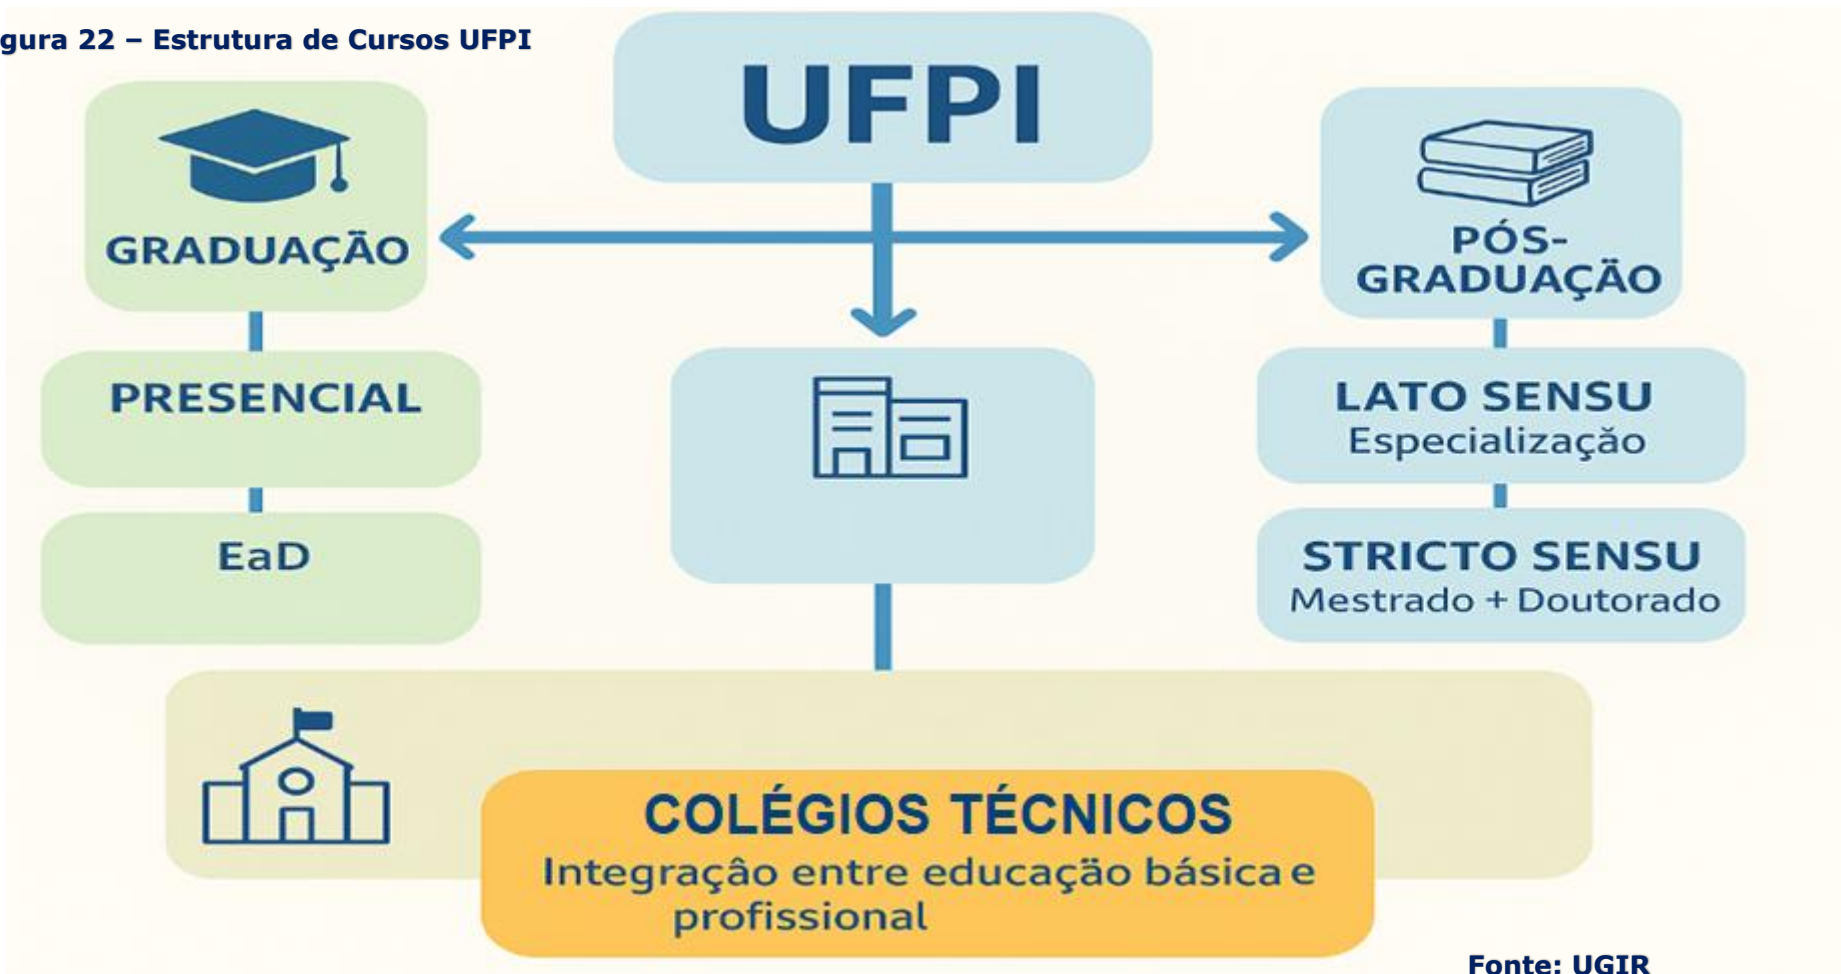 gura 22 – Estrutura de Cursos UFPI
UFPI
GRADUAÇÃO
PRESENCIAL
EaD
PÓS-
GRADUAÇÃO
LATO SENSU
Especialização
STRICTO SENSU
Mestrado + Doutorado
COLÉGIOS TÉCNICOS
Integraçâo entre educação básica e
profissional
Fonte: UGIR